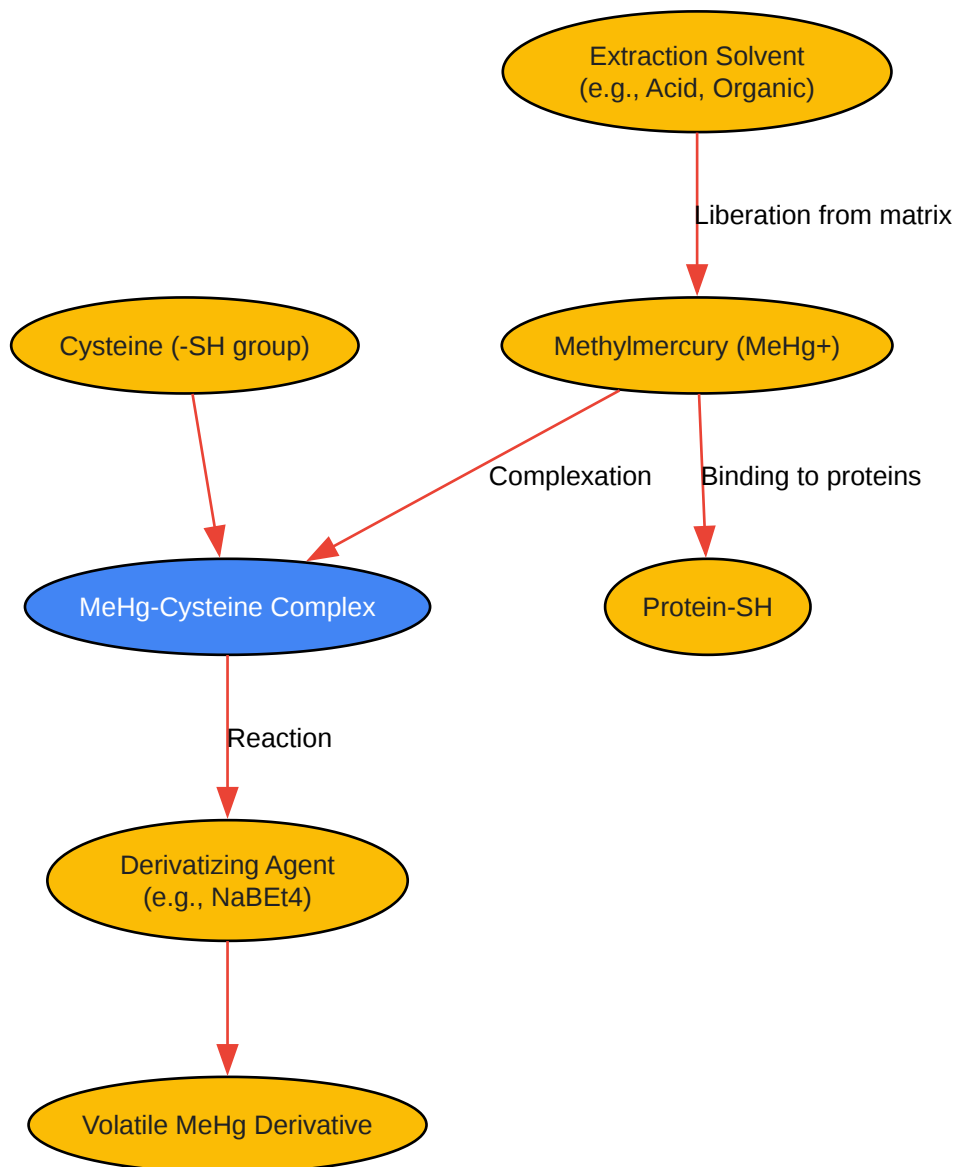 Extraction Solvent
(e.g., Acid, Organic)
Liberation from matrix
Cysteine (-SH group)
Methylmercury (MeHg+)
Complexation
Binding to proteins
MeHg-Cysteine Complex
Protein-SH
Reaction
Derivatizing Agent
(e.g., NaBEt4)
Volatile MeHg Derivative